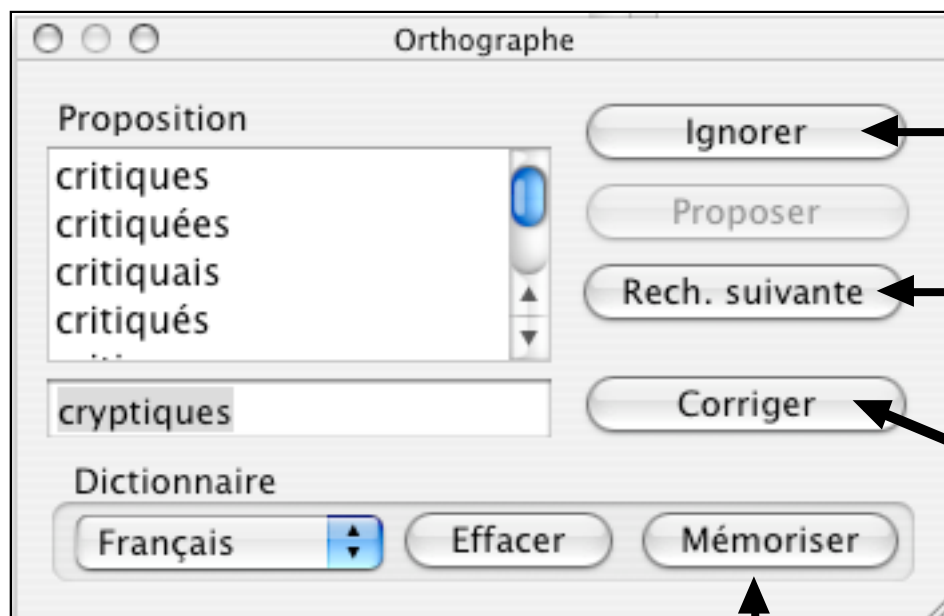 Orthographe
Proposition
critiques
critiquées
critiquais
critiqués
cryptiques
Ignorer
Proposer
Rech. suivante
Corriger
Dictionnaire
Français
Effacer
Mémoriser